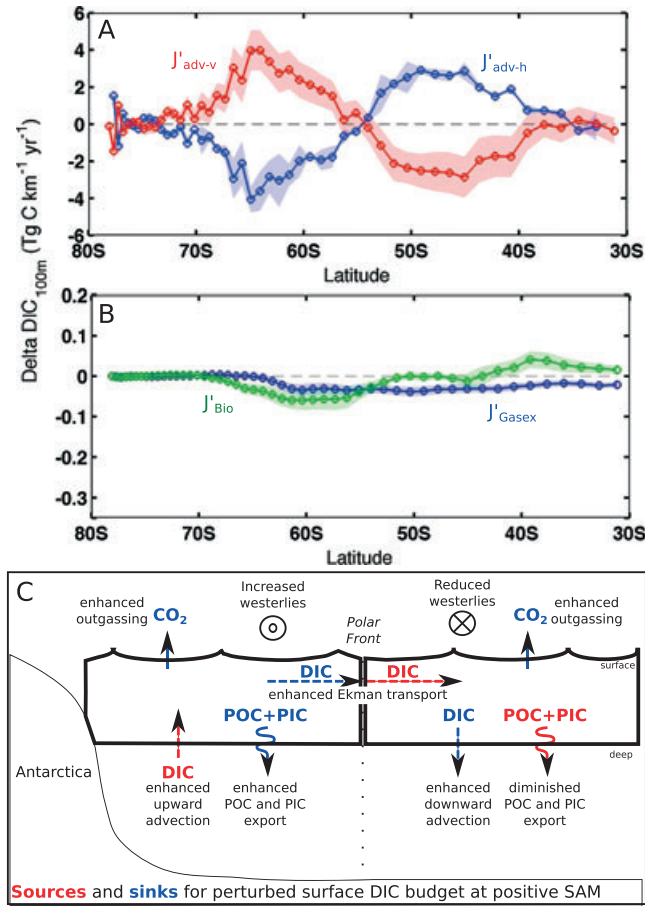 A
J'adv-v
J'adv-h
6
4
2
0
-2
-4
-6
80S 70S 60S 50S 40S 30S
Latitude
Delta DIC100m (Tg C km-1 yr-1)
B
J'Bio
J'Gasex
0.2
0.1
0
-0.1
-0.2
-0.3
80S 70S 60S 50S 40S 30S
Latitude
C
enhanced
outgassing
CO2
Increased
westerlies
Polar
Front
Reduced
westerlies
CO2
enhanced
outgassing
surface
DIC
DIC
enhanced Ekman transport
POC+PIC
DIC
POC+PIC
deep
Antarctica
DIC
enhanced
upward
advection
enhanced
POC and PIC
export
enhanced
downward
advection
diminished
POC and PIC
export
Sources and sinks for perturbed surface DIC budget at positive SAM